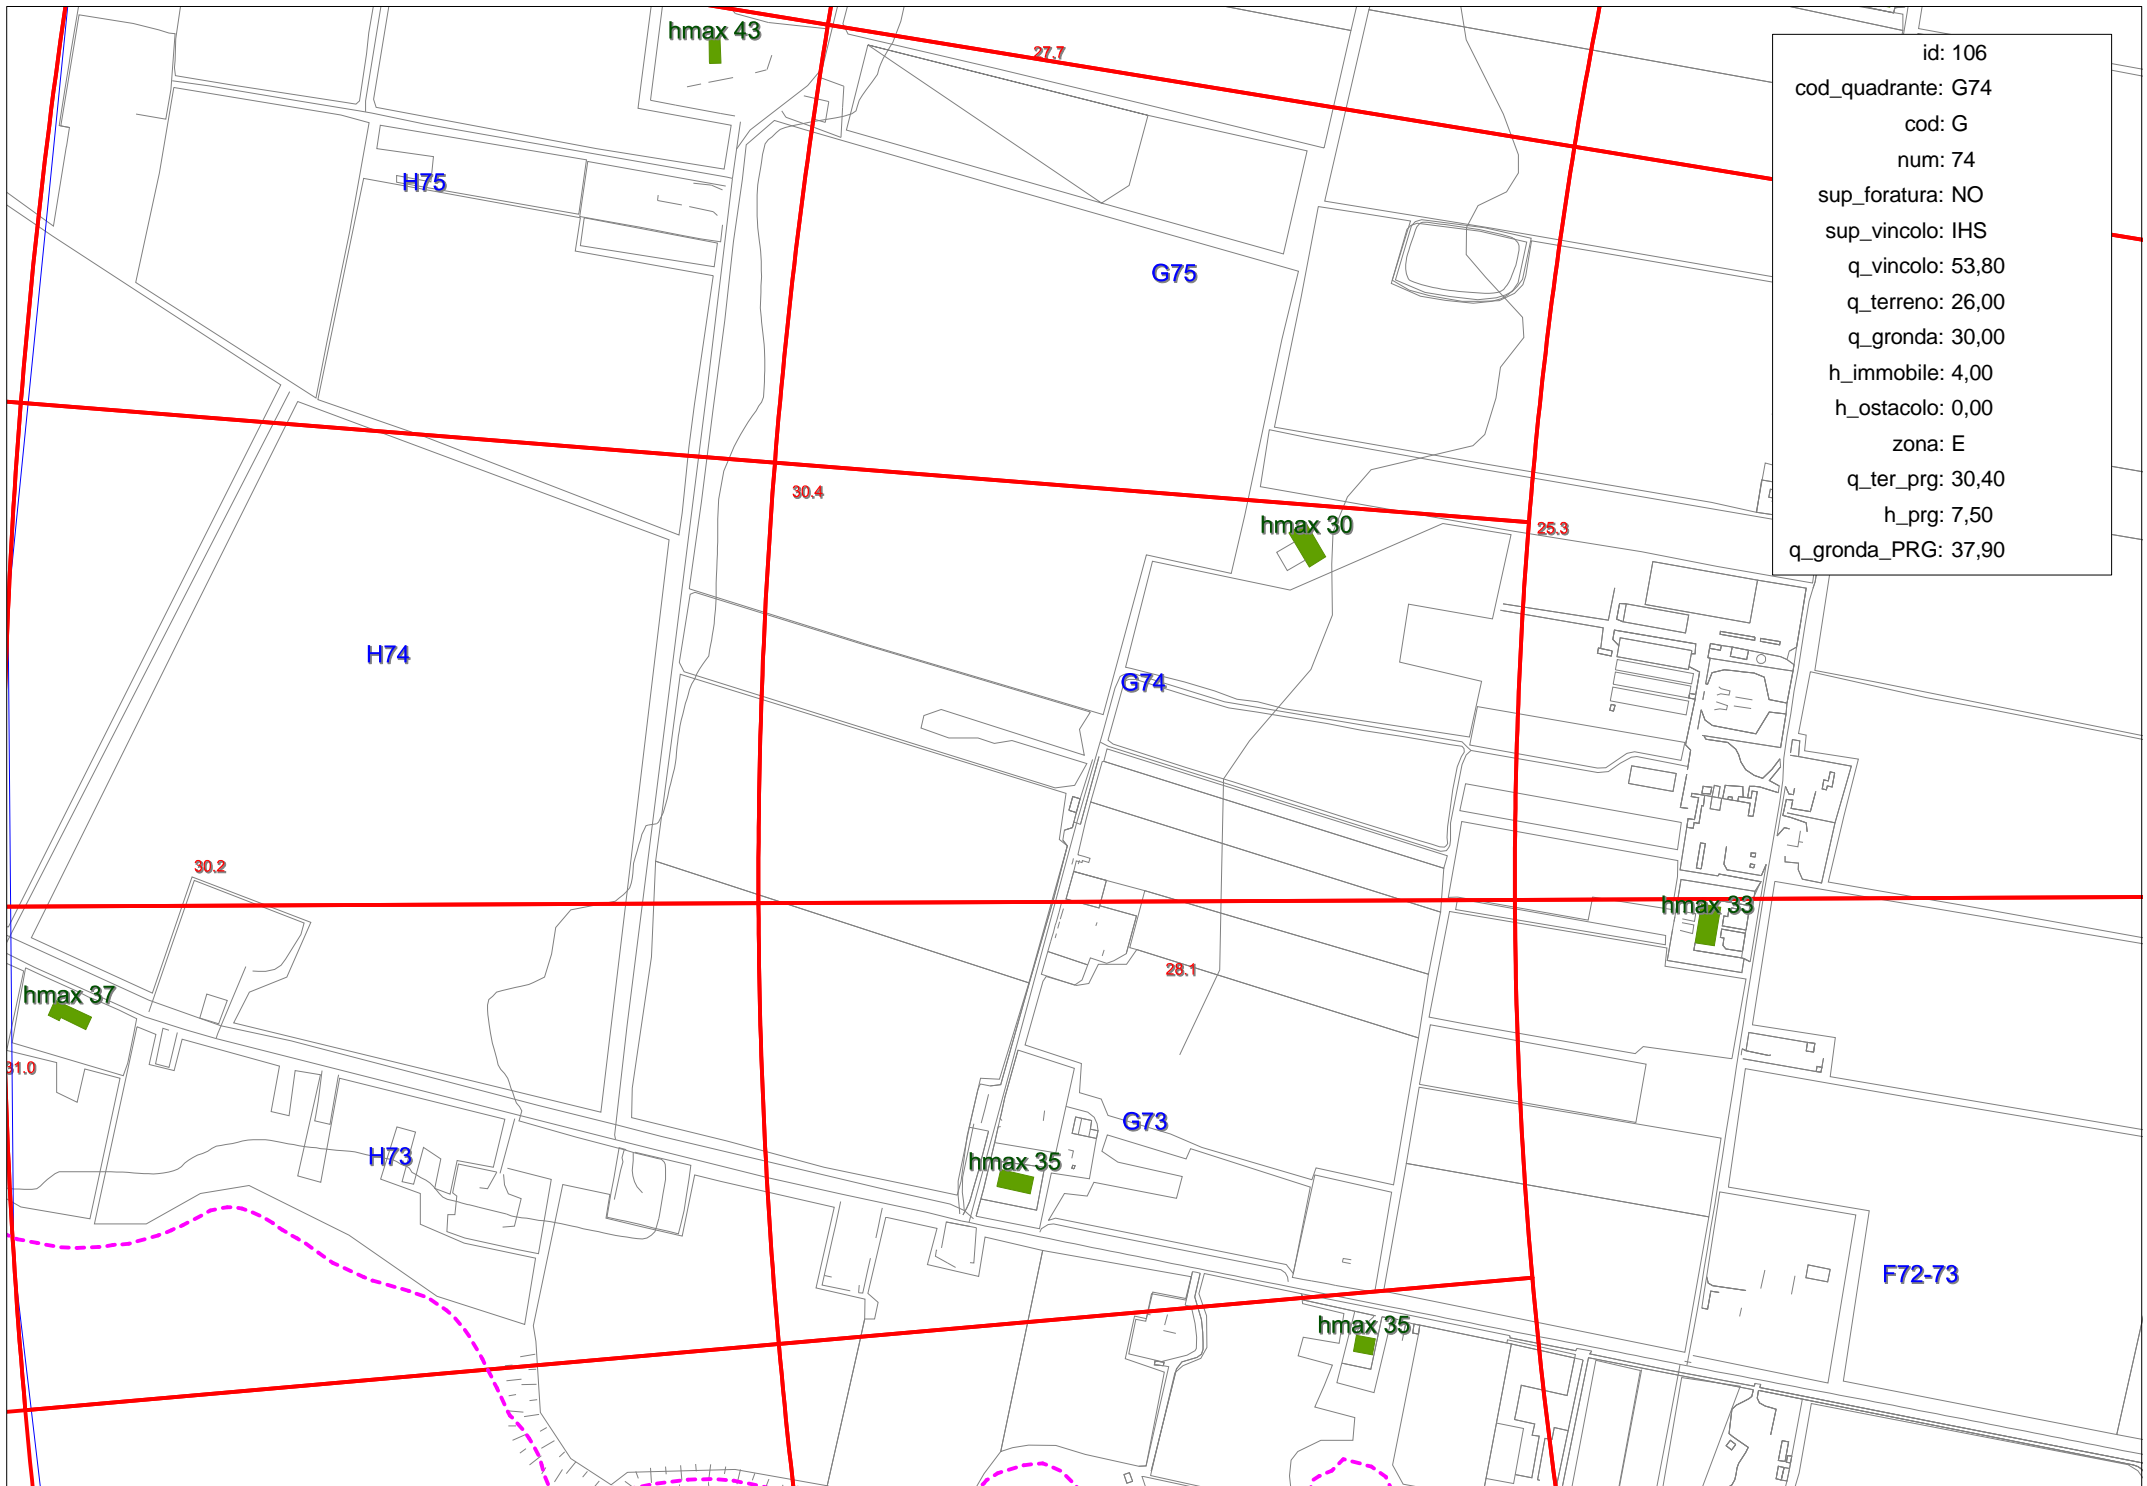 hmax 43
27.7
id: 106
cod_quadrante: G74
cod: G
num: 74
sup_foratura: NO
sup_vincolo: IHS
q_vincolo: 53,80
q_terreno: 26,00
q_gronda: 30,00
h_immobile: 4,00
h_ostacolo: 0,00
zona: E
q_ter_prg: 30,40
h_prg: 7,50
q_gronda_PRG: 37,90
H75
G75
30.4
hmax 30
25.3
H74
G74
30.2
hmax 33
28.1
hmax 37
31.0
G73
H73
hmax 35
F72-73
hmax 35